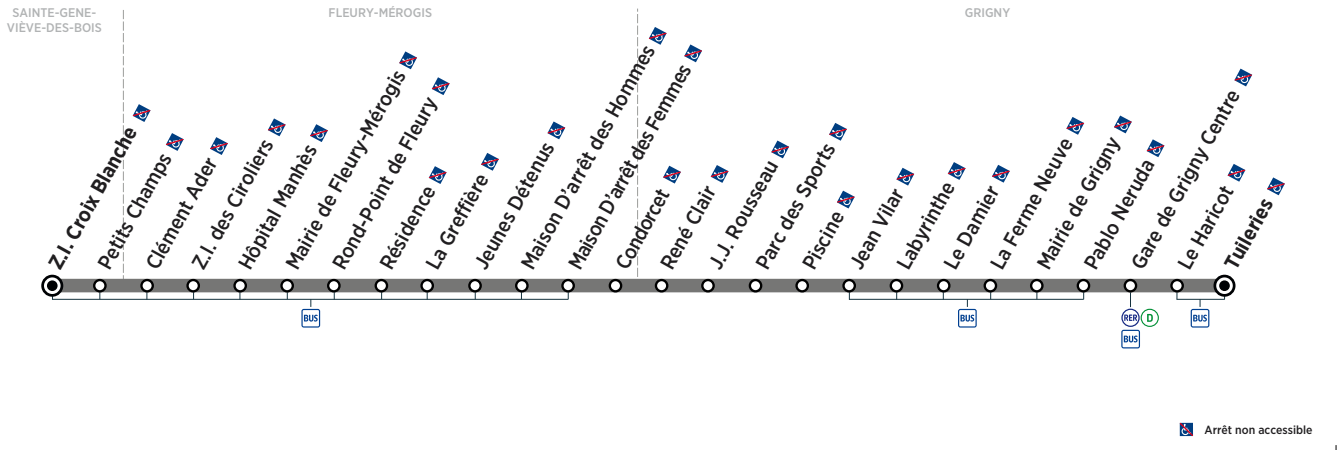 SAINTE-GENE-
VIÈVE-DES-BOIS
FLEURY-MÉROGIS
GRIGNY
Z.I. Croix Blanche
Petits Champs
Clément Ader
Z.I. des Ciroliers
Hôpital Manhès
Mairie de Fleury-Mérogis
Rond-Point de Fleury
Résidence
La Greffière
Jeunes Détenus
Maison D'arrêt des Hommes
Maison D'arrêt des Femmes
Condorcet
René Clair
J.J. Rousseau
Parc des Sports
Piscine
Jean Vilar
Labyrinthe
Le Damier
La Ferme Neuve
Mairie de Grigny
Pablo Neruda
Gare de Grigny Centre
Le Haricot
Tuileries
BUS
BUS
RER D
BUS
BUS
Arrêt non accessible